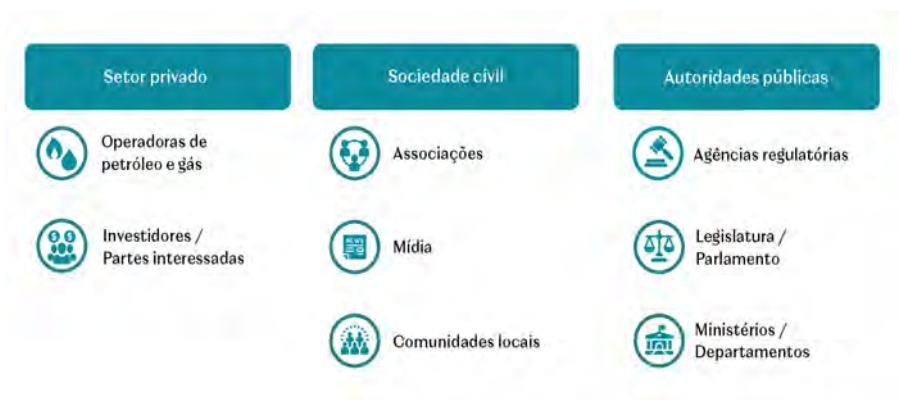 Setor privado
Operadoras de
petróleo e gás
Investidores /
Partes interessadas
Sociedade civil
Associações
NEWS
Mídia
Comunidades locais
Autoridades públicas
Agências regulatórias
Legislatura /
Parlamento
Ministérios /
Departamentos